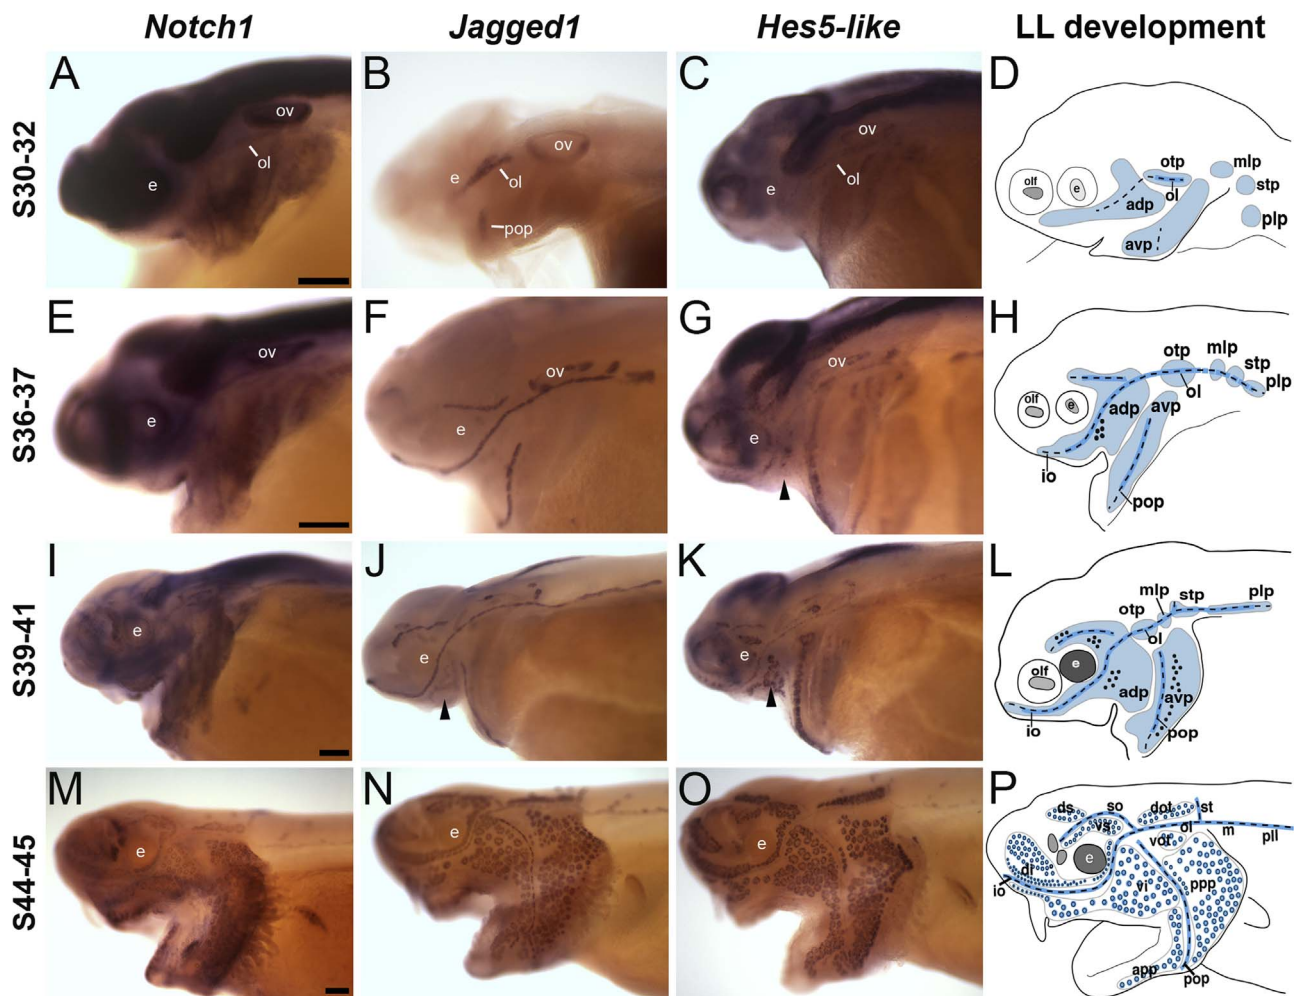 Notch1 Jagged1 Hes5-like LL development
S30-32
A ov ol e
B ov e ol pop
C ov ol e
D olf e otp ol adp avp mlp stp plp
S36-37
E ov e
F ov e
G ov e
H olf e otp mlp stp plp ol adp avp io pop
S39-41
I e
J e
K e
L olf e otp mlp stp plp ol adp avp io pop
S44-45
M e
N e
O e
P ds so dot st vs ol m vot pll e di io vi ppp app pop